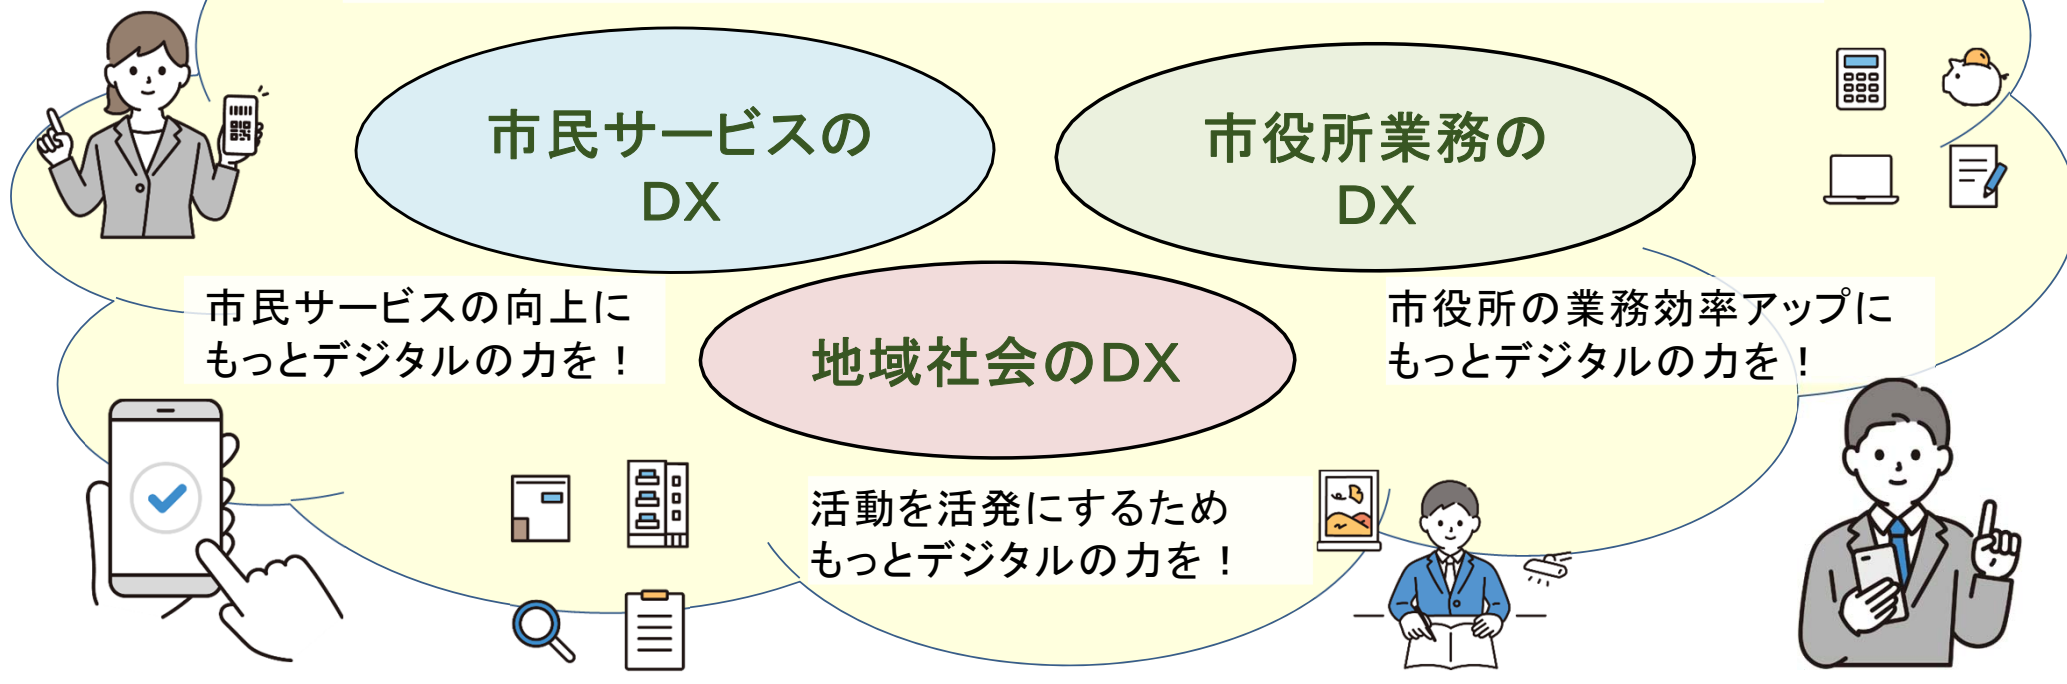 市民サービスの
DX
市役所業務の
DX
市民サービスの向上に
もっとデジタルの力を！
地域社会のDX
市役所の業務効率アップに
もっとデジタルの力を！
活動を活発にするため
もっとデジタルの力を！